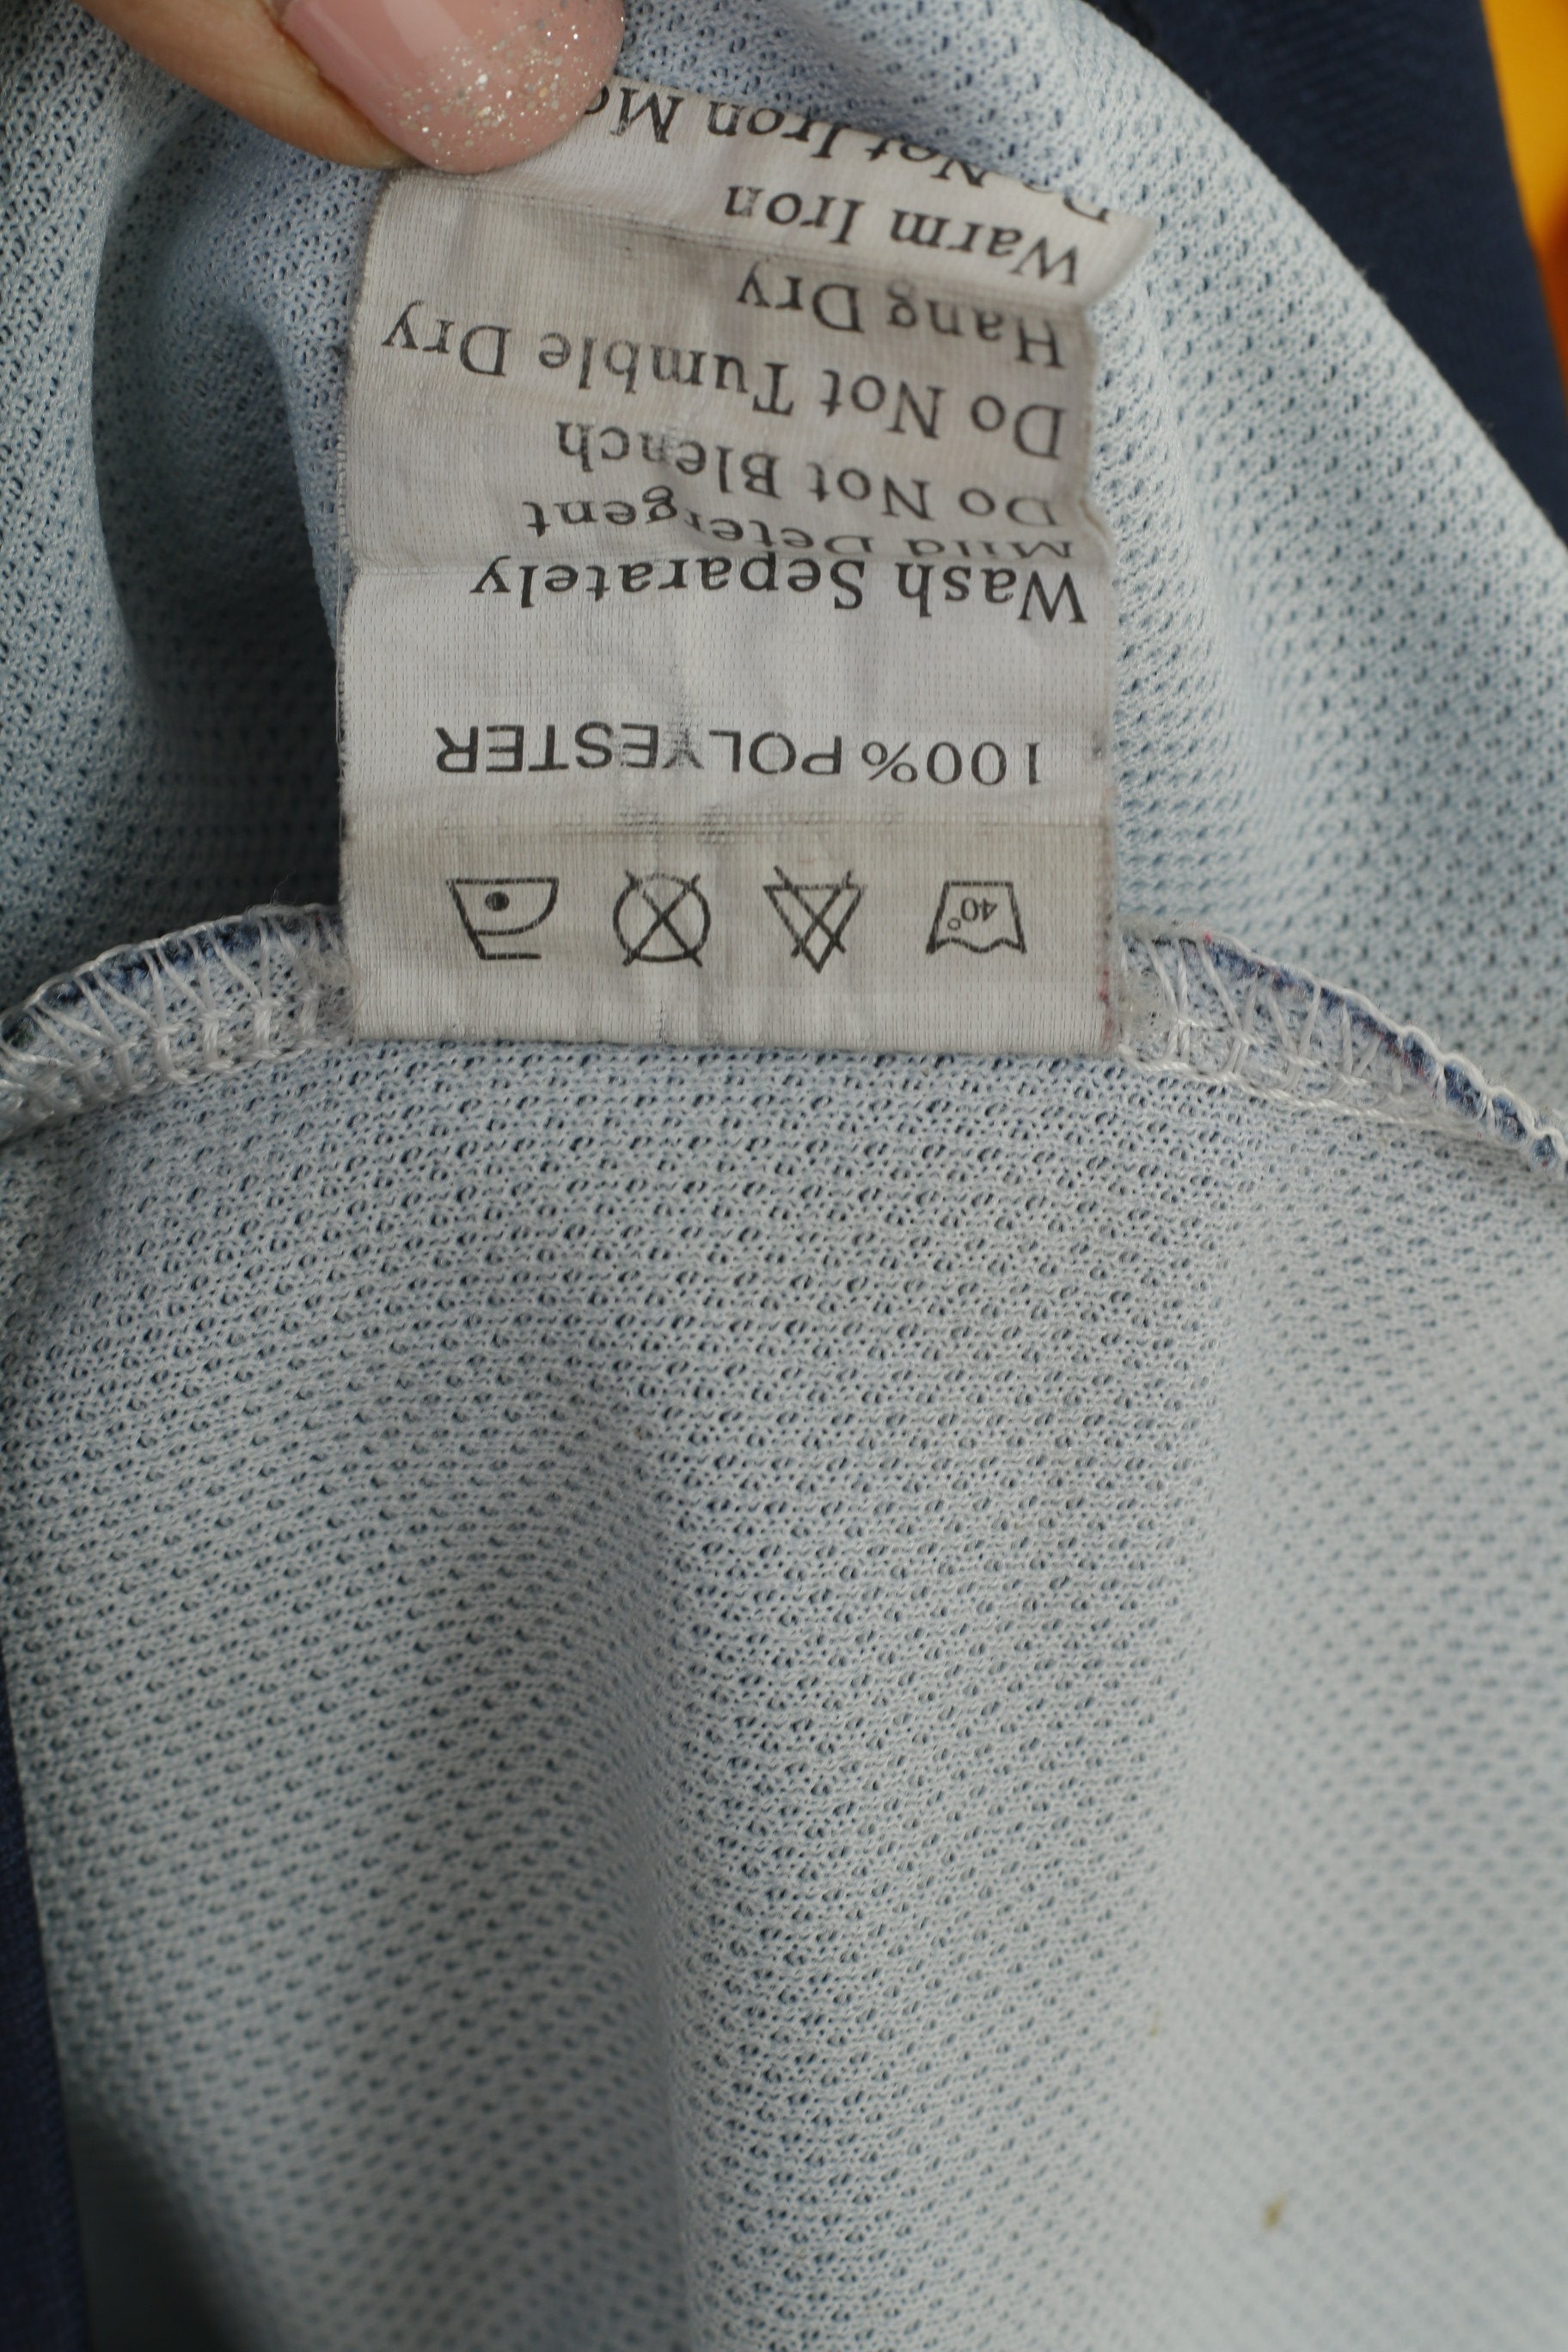 40°
100% POLYESTER
Wash Separately
Mild Detergent
Do Not Bleach
Do Not Tumble Dry
Hang Dry
Warm Iron
Do Not Iron